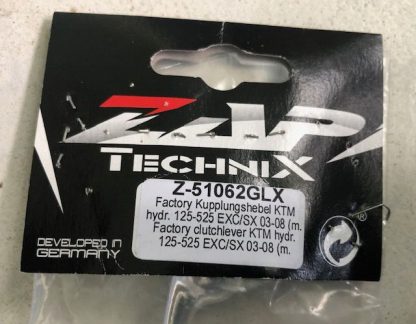 ZAP
TECHNIX
Z-51062GLX
Factory Kupplungshebel KTM
hydr. 125-525 EXC/SX 03-08 (m.
Factory clutchlever KTM hydr.
125-525 EXC/SX 03-08 (m.
DEVELOPED IN
GERMANY